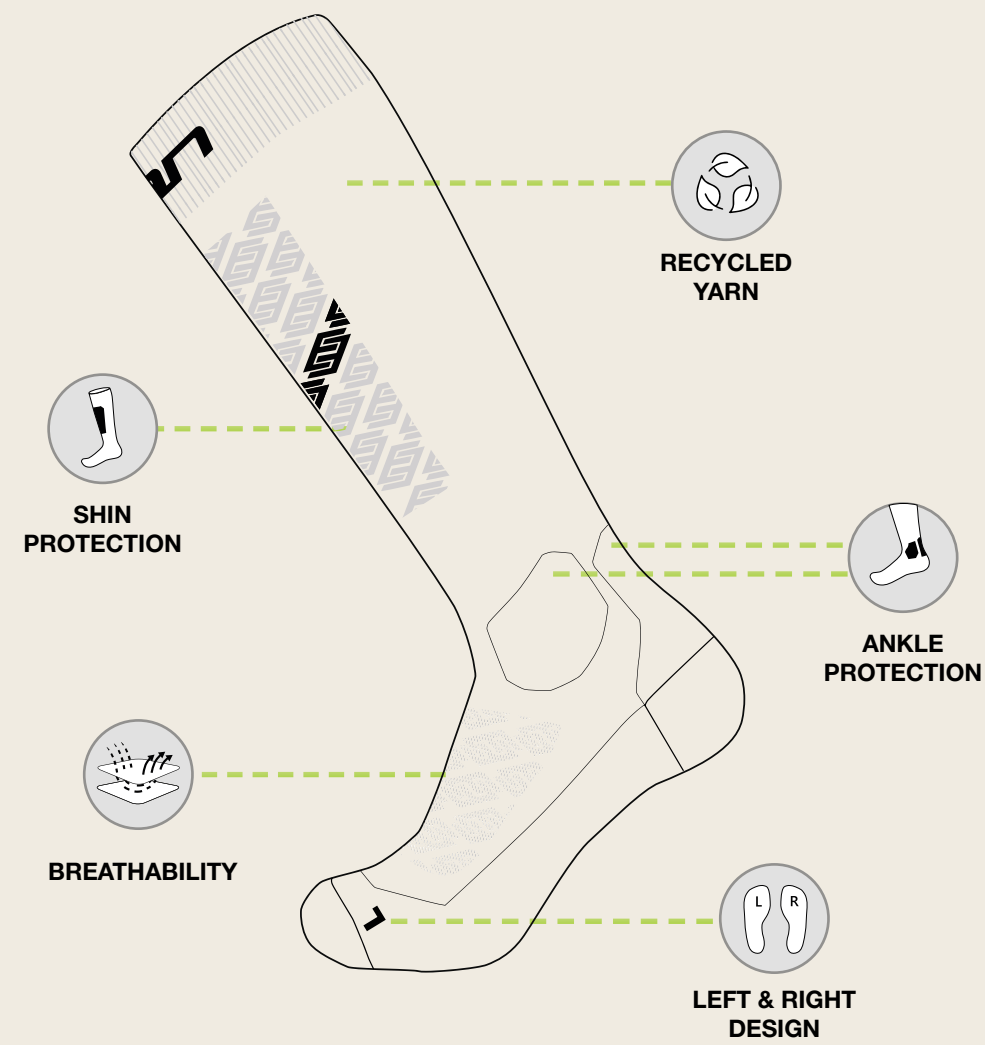 RECYCLED
YARN
SHIN
PROTECTION
ANKLE
PROTECTION
BREATHABILITY
L
L R
LEFT & RIGHT
DESIGN